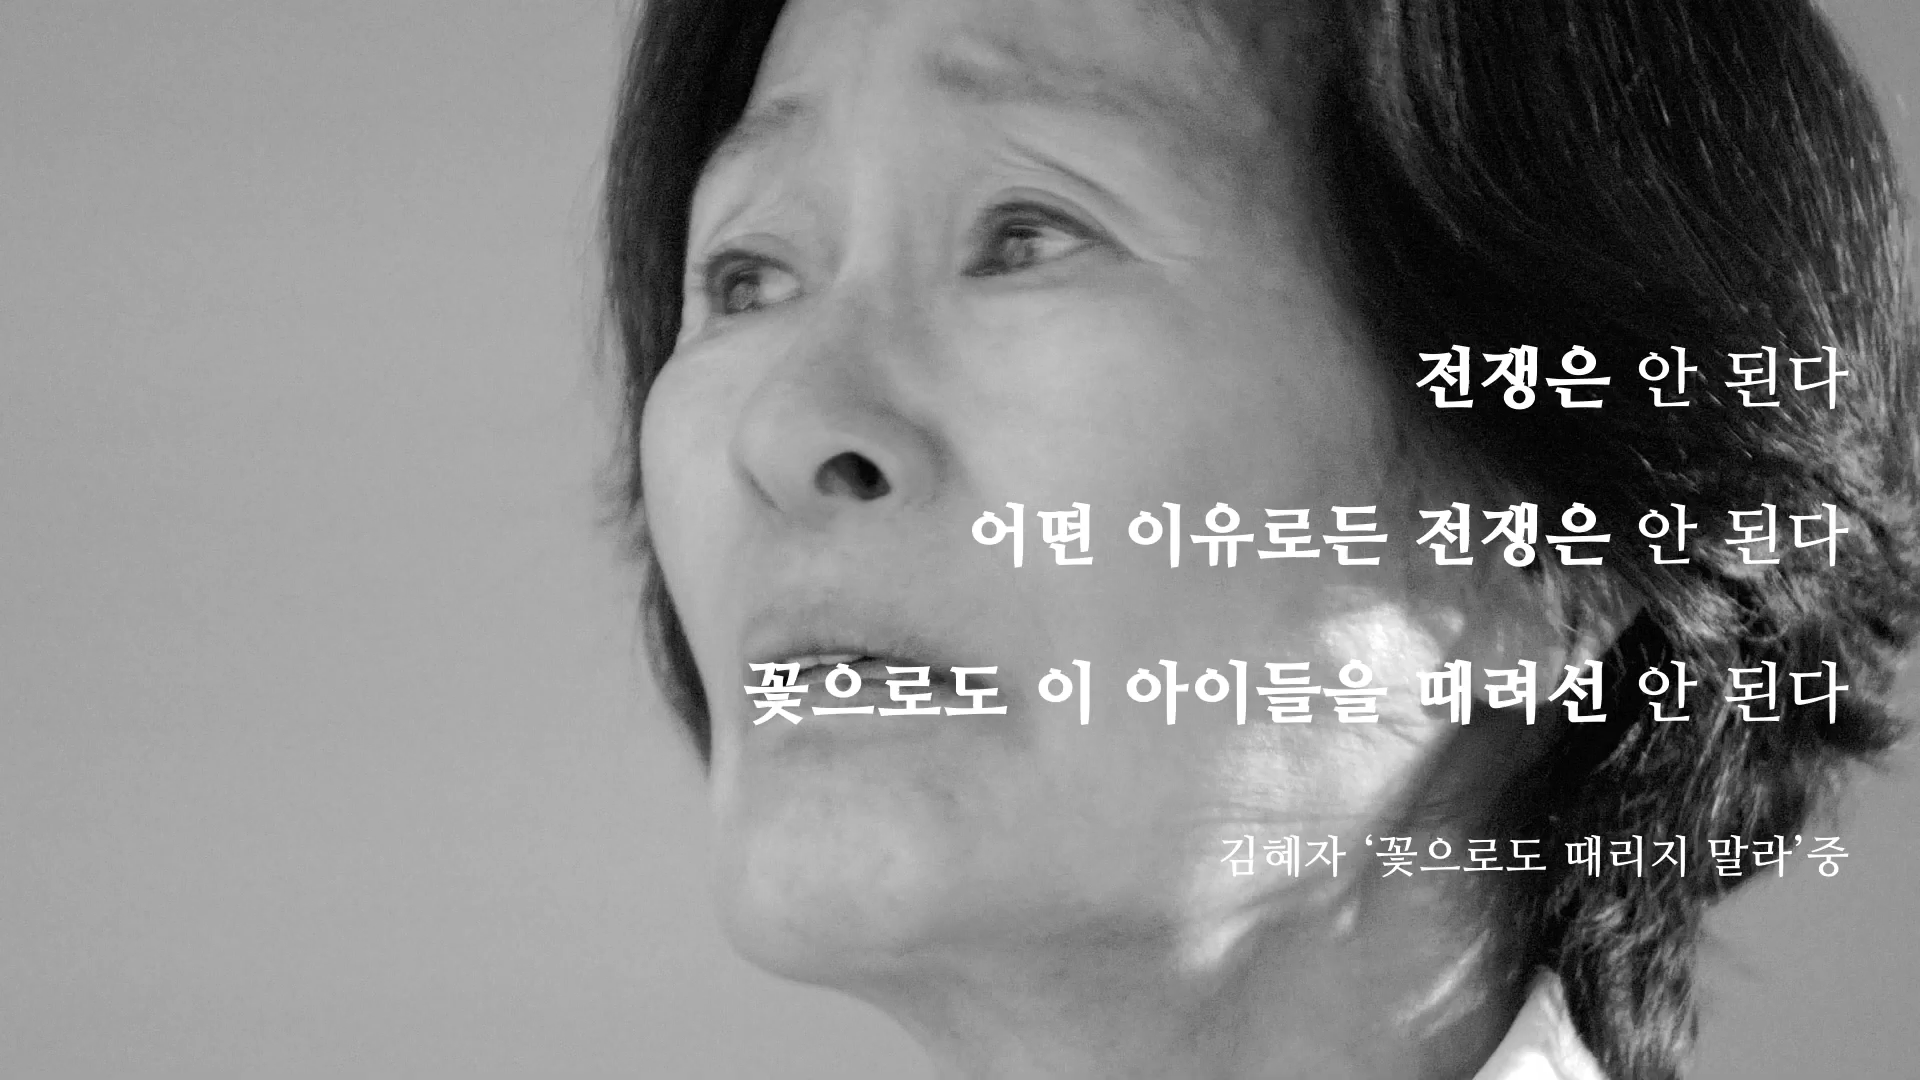 전쟁은 안 된다
어떤 이유로든 전쟁은 안 된다
꽃으로도 이 아이들을 때려선 안 된다
김혜자 ‘꽃으로도 때리지 말라’중